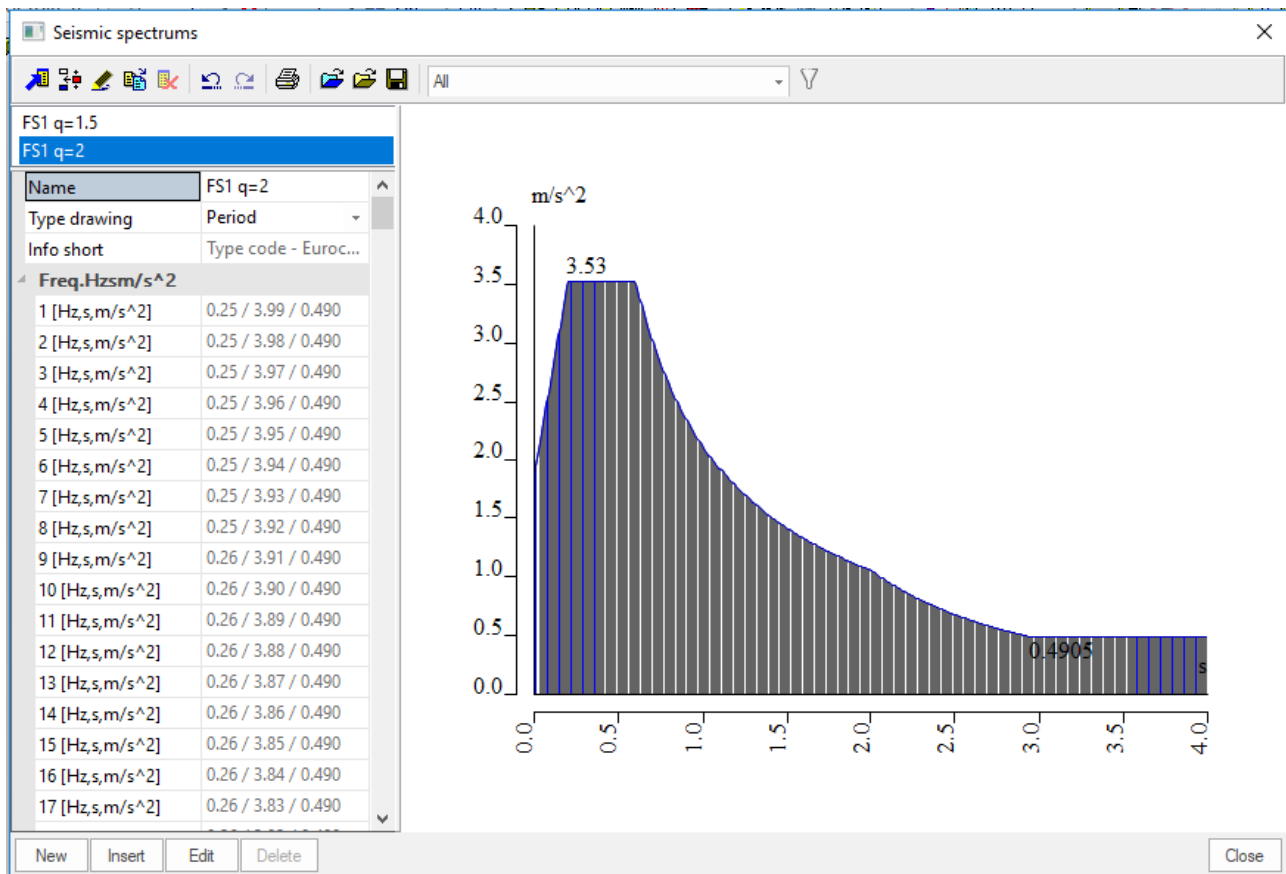 Seismic spectrums
All
FS1 q=1.5
FS1 q=2
Name FS1 q=2
Type drawing Period
Info short Type code - Euroc...
Freq.Hzsm/s^2
1 [Hz,s,m/s^2] 0.25 / 3.99 / 0.490
2 [Hz,s,m/s^2] 0.25 / 3.98 / 0.490
3 [Hz,s,m/s^2] 0.25 / 3.97 / 0.490
4 [Hz,s,m/s^2] 0.25 / 3.96 / 0.490
5 [Hz,s,m/s^2] 0.25 / 3.95 / 0.490
6 [Hz,s,m/s^2] 0.25 / 3.94 / 0.490
7 [Hz,s,m/s^2] 0.25 / 3.93 / 0.490
8 [Hz,s,m/s^2] 0.25 / 3.92 / 0.490
9 [Hz,s,m/s^2] 0.26 / 3.91 / 0.490
10 [Hz,s,m/s^2] 0.26 / 3.90 / 0.490
11 [Hz,s,m/s^2] 0.26 / 3.89 / 0.490
12 [Hz,s,m/s^2] 0.26 / 3.88 / 0.490
13 [Hz,s,m/s^2] 0.26 / 3.87 / 0.490
14 [Hz,s,m/s^2] 0.26 / 3.86 / 0.490
15 [Hz,s,m/s^2] 0.26 / 3.85 / 0.490
16 [Hz,s,m/s^2] 0.26 / 3.84 / 0.490
17 [Hz,s,m/s^2] 0.26 / 3.83 / 0.490
m/s^2
4.0
3.53
3.5
3.0
2.5
2.0
1.5
1.0
0.5
0.4905
s
0.0
0.0 0.5 1.0 1.5 2.0 2.5 3.0 3.5 4.0
New Insert Edit Delete Close